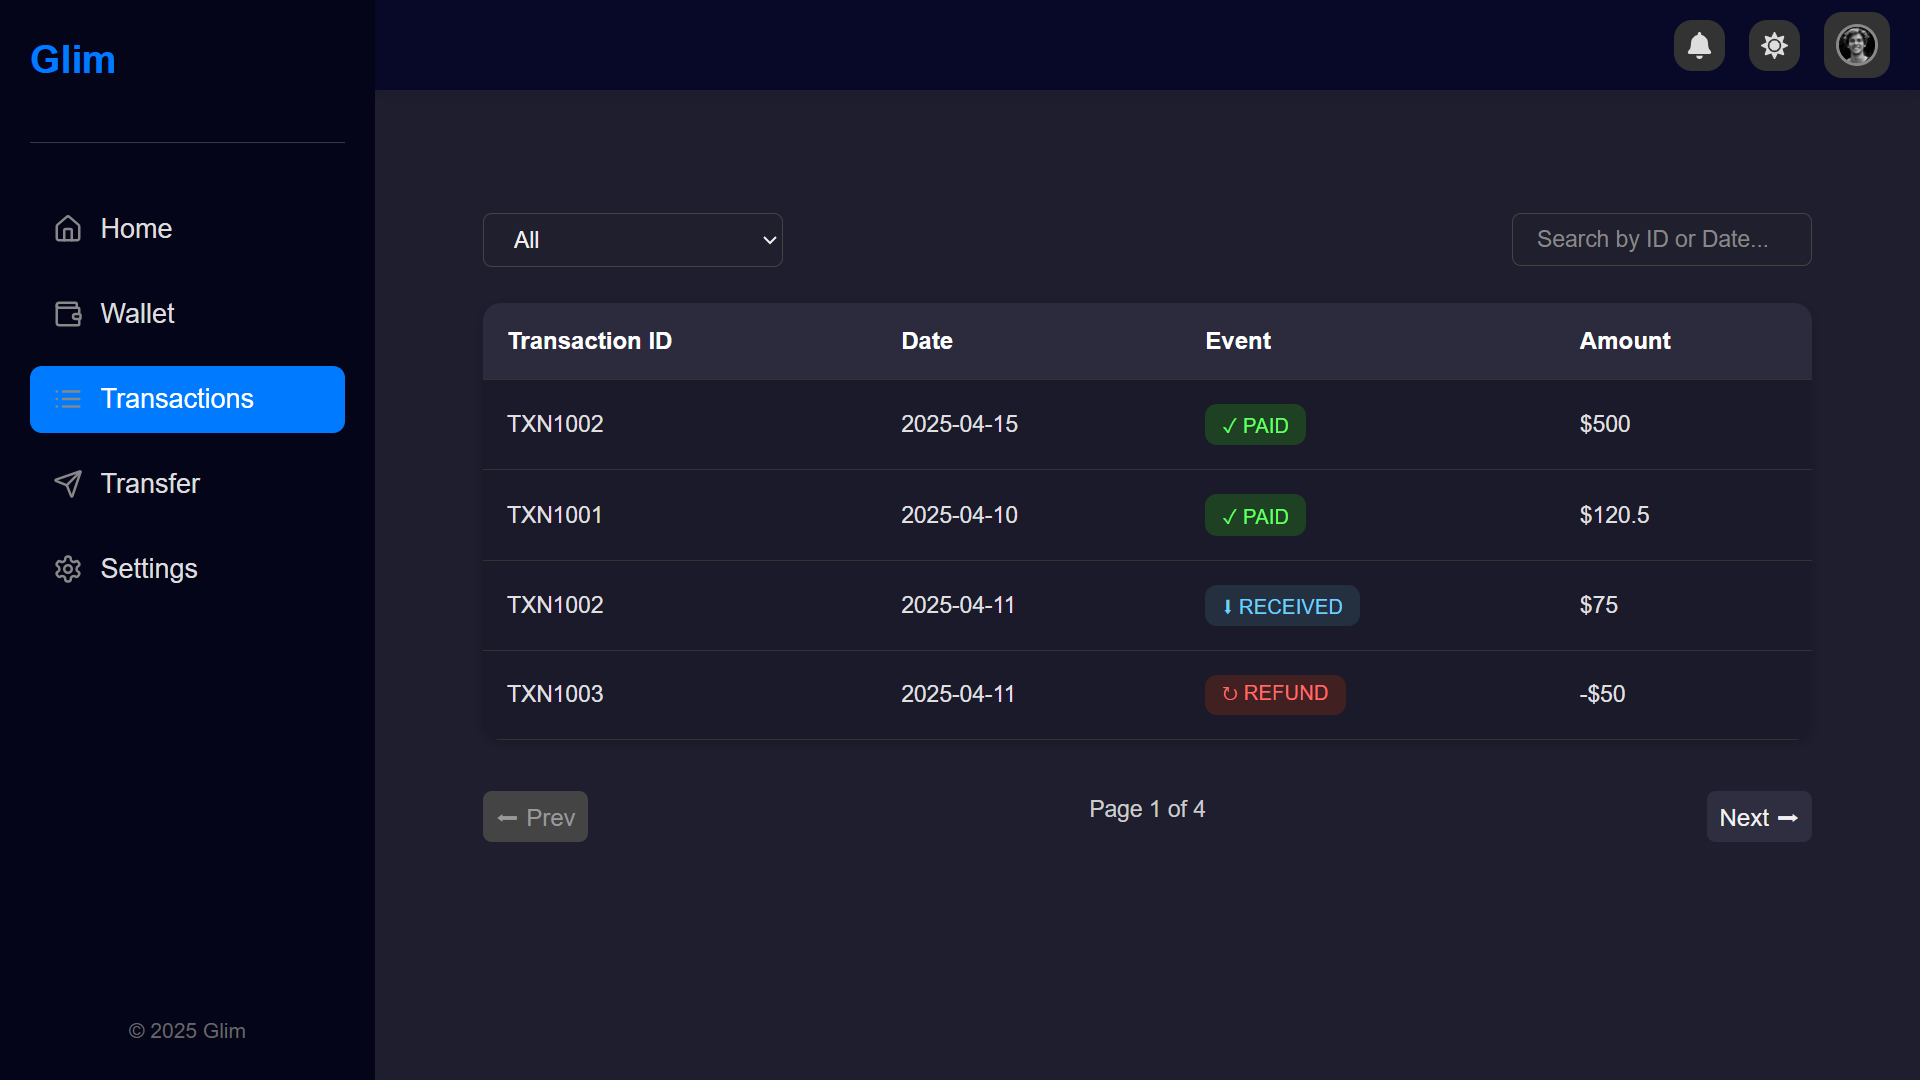 Glim
Home
Wallet
Transactions
Transfer
Settings
© 2025 Glim
All
Search by ID or Date...
Transaction ID Date Event Amount
TXN1002 2025-04-15 ✓ PAID $500
TXN1001 2025-04-10 ✓ PAID $120.5
TXN1002 2025-04-11 ⬇ RECEIVED $75
TXN1003 2025-04-11 ↻ REFUND -$50
⬅ Prev Page 1 of 4 Next ➡